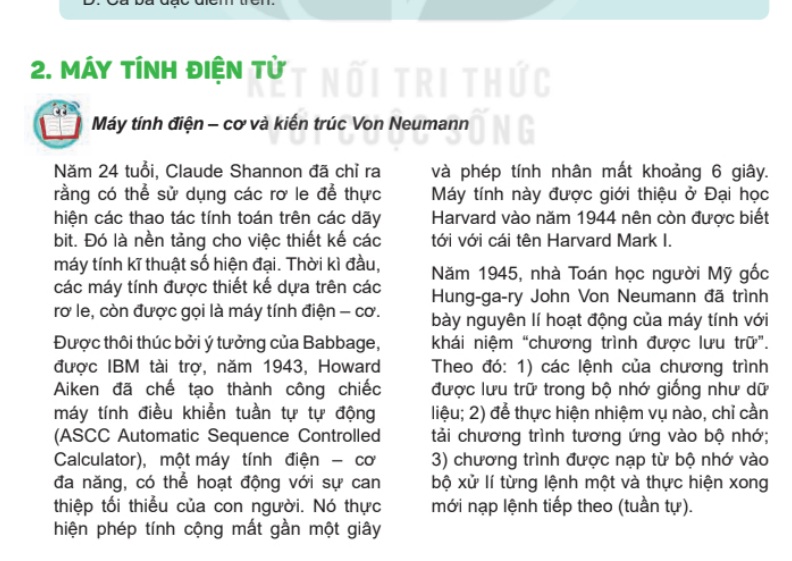 D. Cả ba đặc điểm trên.
2. MÁY TÍNH ĐIỆN TỬ
KẾT NỐI TRI THỨC
VỚI CUỘC SỐNG
Máy tính điện – cơ và kiến trúc Von Neumann
Năm 24 tuổi, Claude Shannon đã chỉ ra
rằng có thể sử dụng các rơ le để thực
hiện các thao tác tính toán trên các dãy
bit. Đó là nền tảng cho việc thiết kế các
máy tính kĩ thuật số hiện đại. Thời kì đầu,
các máy tính được thiết kế dựa trên các
rơ le, còn được gọi là máy tính điện – cơ.
Được thôi thúc bởi ý tưởng của Babbage,
được IBM tài trợ, năm 1943, Howard
Aiken đã chế tạo thành công chiếc
máy tính điều khiển tuần tự tự động
(ASCC Automatic Sequence Controlled
Calculator), một máy tính điện – cơ
đa năng, có thể hoạt động với sự can
thiệp tối thiểu của con người. Nó thực
hiện phép tính cộng mất gần một giây
và phép tính nhân mất khoảng 6 giây.
Máy tính này được giới thiệu ở Đại học
Harvard vào năm 1944 nên còn được biết
tới với cái tên Harvard Mark I.
Năm 1945, nhà Toán học người Mỹ gốc
Hung-ga-ry John Von Neumann đã trình
bày nguyên lí hoạt động của máy tính với
khái niệm “chương trình được lưu trữ”.
Theo đó: 1) các lệnh của chương trình
được lưu trữ trong bộ nhớ giống như dữ
liệu; 2) để thực hiện nhiệm vụ nào, chỉ cần
tải chương trình tương ứng vào bộ nhớ;
3) chương trình được nạp từ bộ nhớ vào
bộ xử lí từng lệnh một và thực hiện xong
mới nạp lệnh tiếp theo (tuần tự).